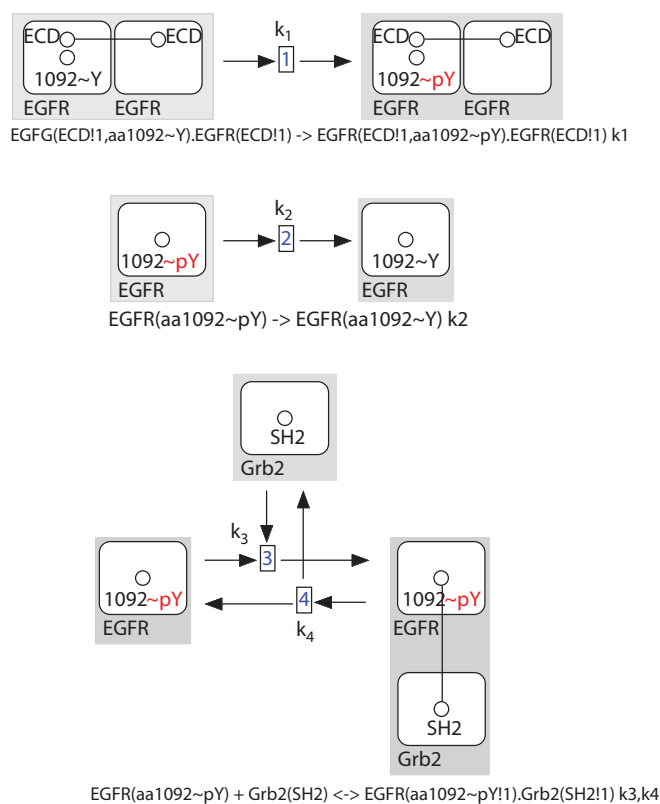 k1
ECD ECD 1 ECD ECD
1092~Y 1092~pY
EGFR EGFR EGFR EGFR
EGFG(ECD!1,aa1092~Y).EGFR(ECD!1) -> EGFR(ECD!1,aa1092~pY).EGFR(ECD!1) k1
k2
2
1092~pY 1092~Y
EGFR EGFR
EGFR(aa1092~pY) -> EGFR(aa1092~Y) k2
SH2
Grb2
k3
3
1092~pY 4 1092~pY
EGFR k4 EGFR
SH2
Grb2
EGFR(aa1092~pY) + Grb2(SH2) <-> EGFR(aa1092~pY!1).Grb2(SH2!1) k3,k4